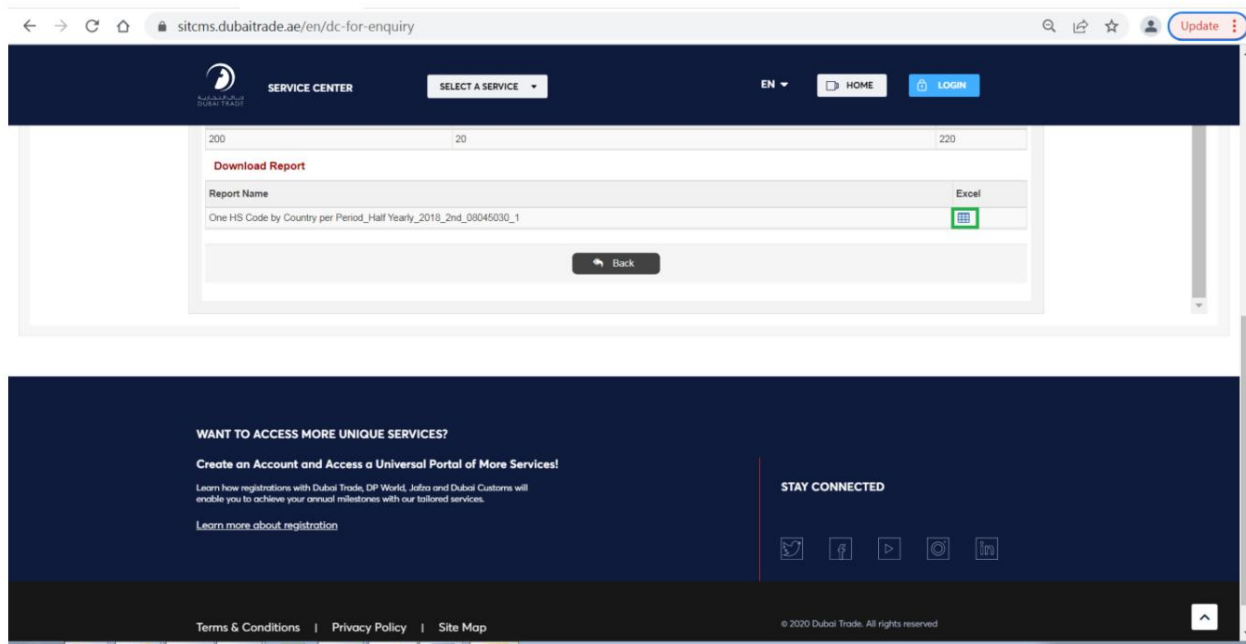 sitcms.dubaitrade.ae/en/dc-for-enquiry
Update
DUBAI TRADE
SERVICE CENTER
SELECT A SERVICE
EN
HOME
LOGIN
200 20 220
Download Report
Report Name Excel
One HS Code by Country per Period_Half Yearly_2018_2nd_08045030_1
Back
WANT TO ACCESS MORE UNIQUE SERVICES?
Create an Account and Access a Universal Portal of More Services!
Learn how registrations with Dubai Trade, DP World, Jafza and Dubai Customs will
enable you to achieve your annual milestones with our tailored services.
Learn more about registration
STAY CONNECTED
Terms & Conditions | Privacy Policy | Site Map
© 2020 Dubai Trade. All rights reserved